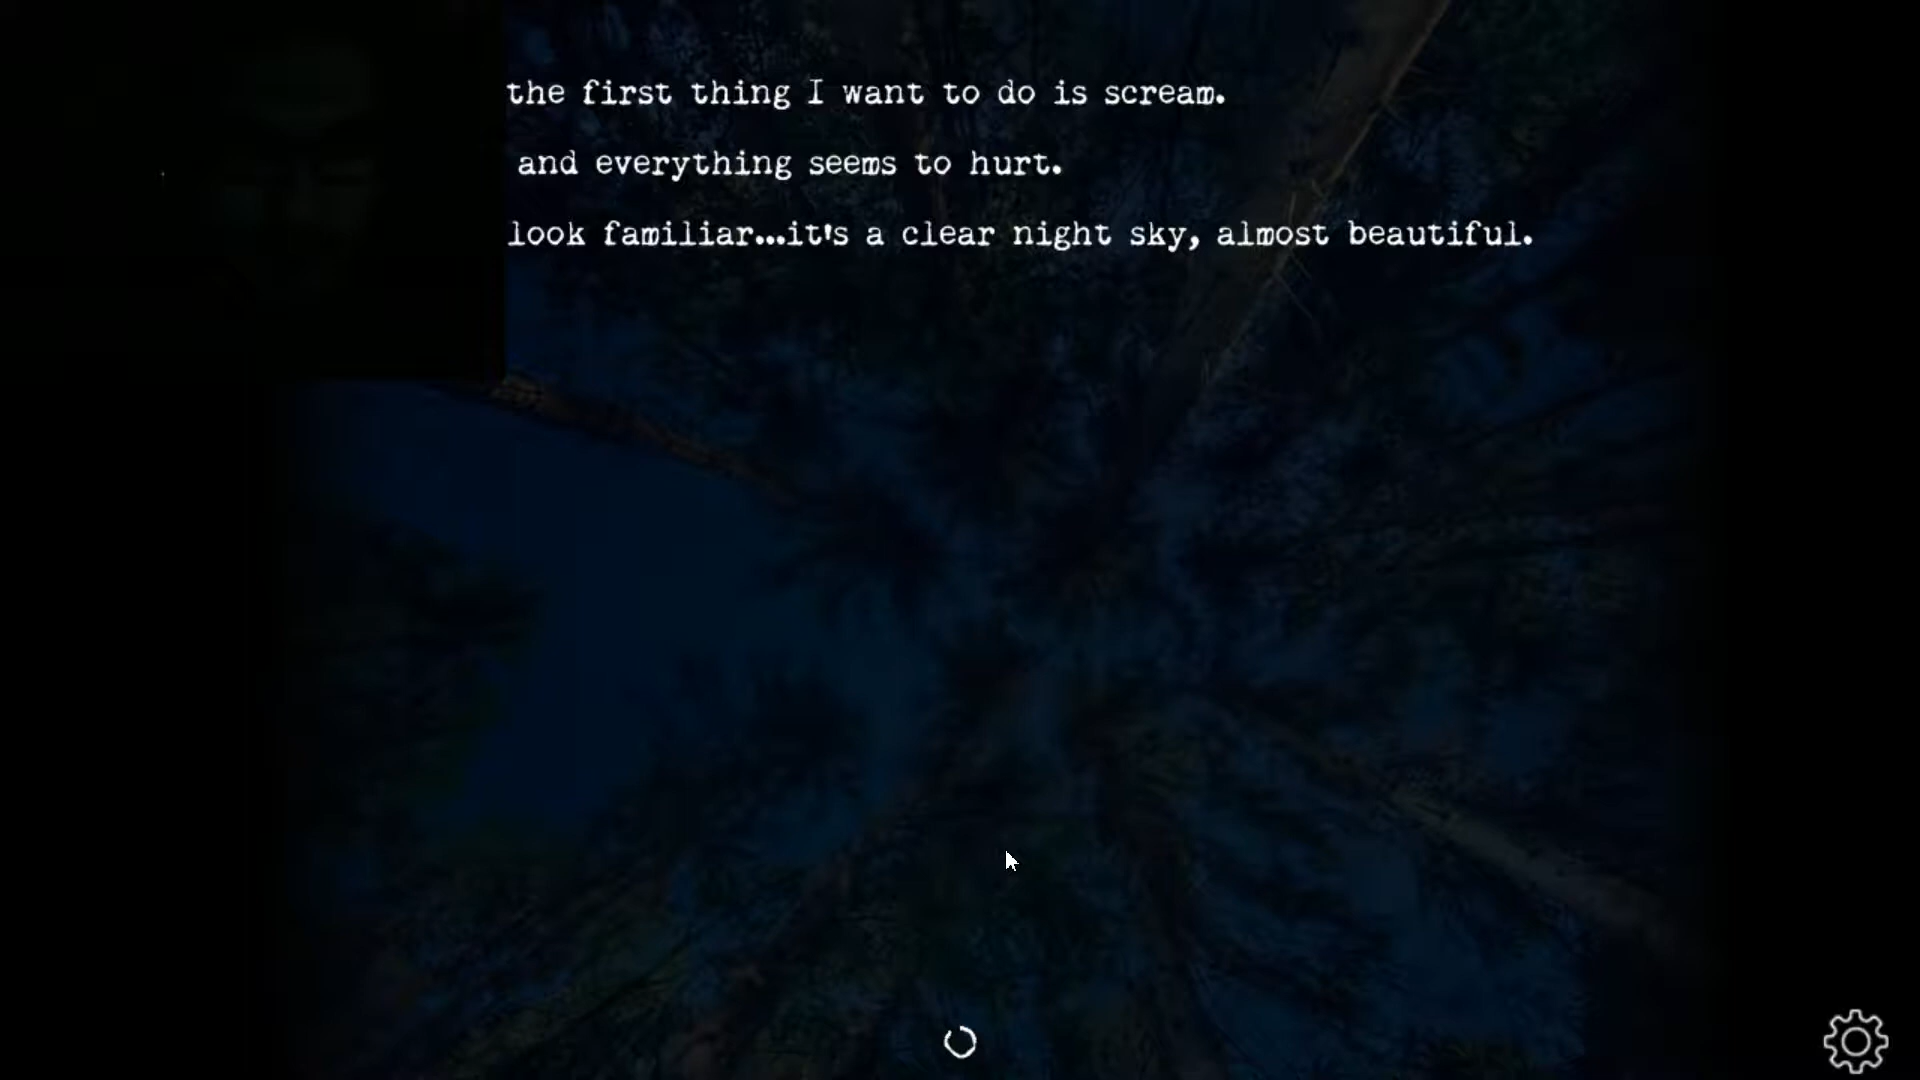 the first thing I want to do is scream.
and everything seems to hurt.
look familiar...it's a clear night sky, almost beautiful.